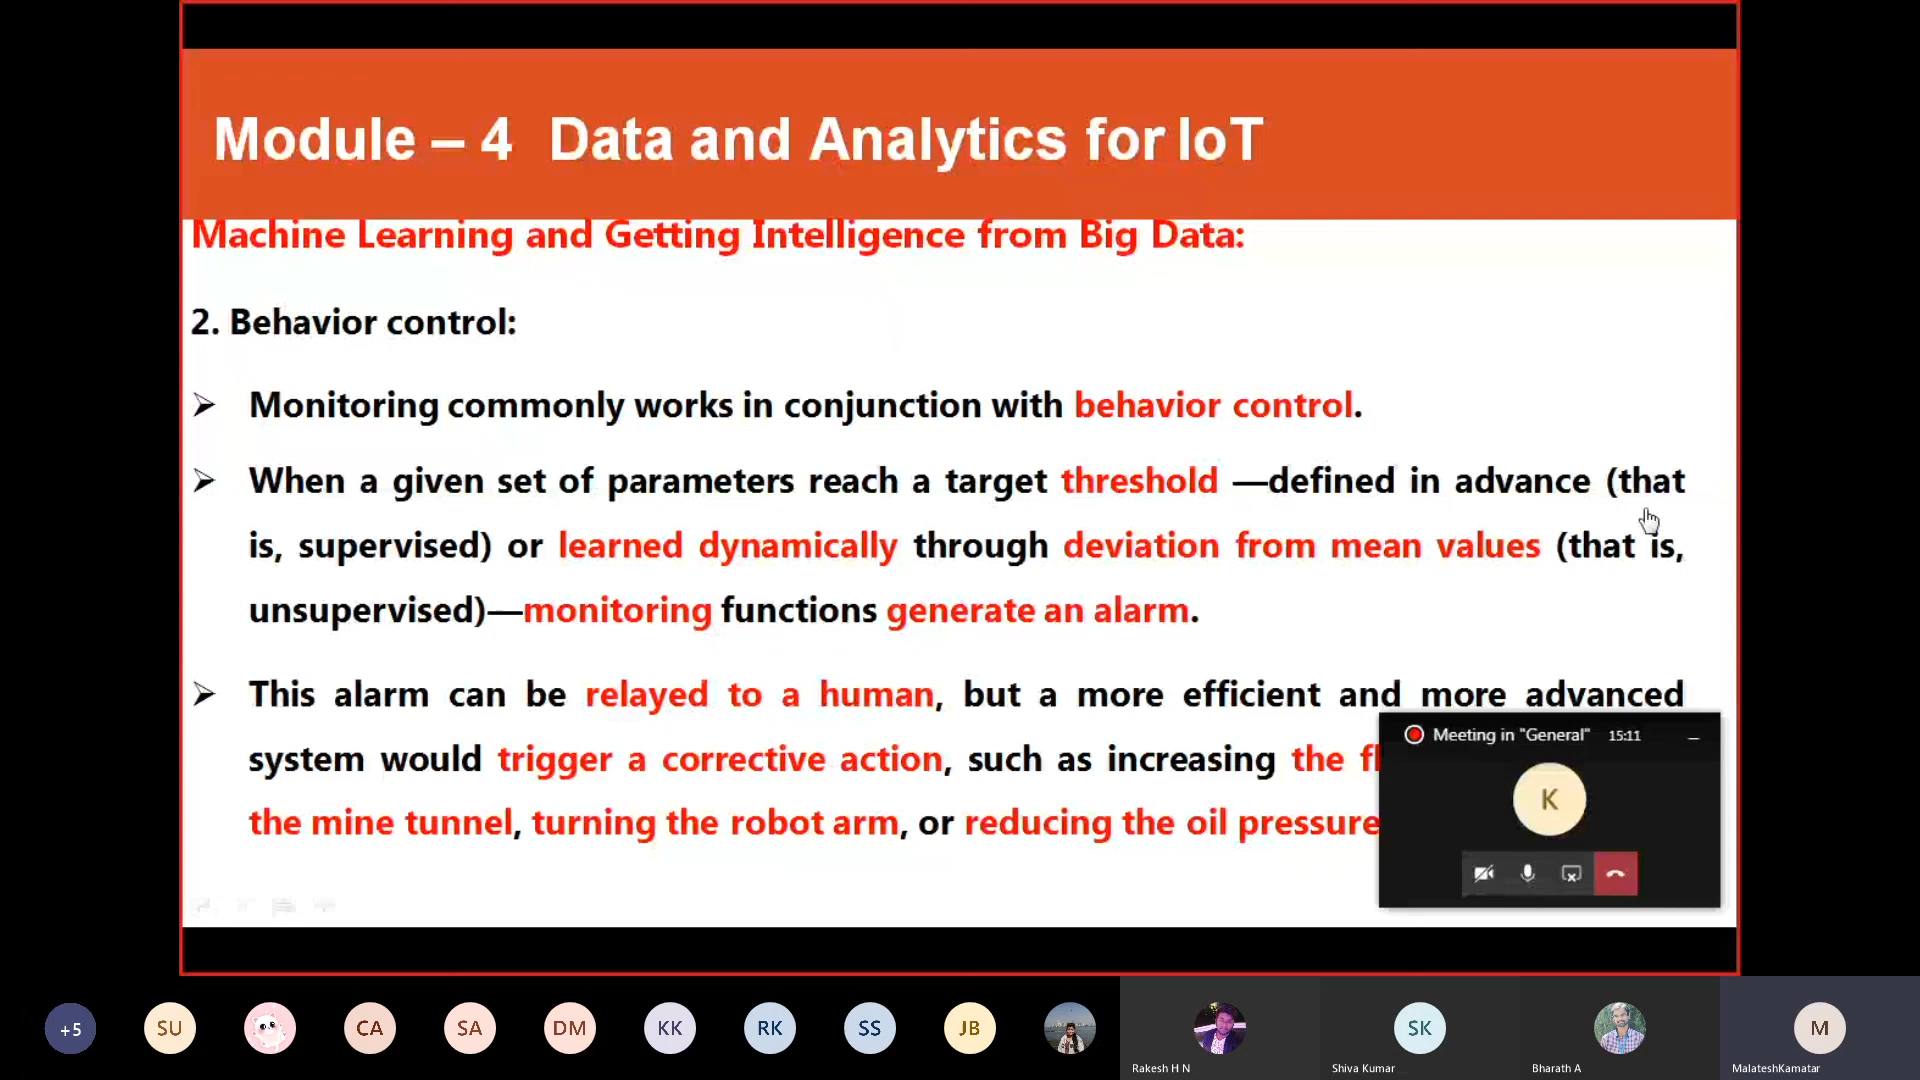 Module – 4 Data and Analytics for IoT
Machine Learning and Getting Intelligence from Big Data:
2. Behavior control:
➢ Monitoring commonly works in conjunction with behavior control.
➢ When a given set of parameters reach a target threshold —defined in advance (that
is, supervised) or learned dynamically through deviation from mean values (that is,
unsupervised)—monitoring functions generate an alarm.
➢ This alarm can be relayed to a human, but a more efficient and more advanced
system would trigger a corrective action, such as increasing the
the mine tunnel, turning the robot arm, or reducing the oil pressure
Meeting in "General" 15:11
K
+5 SU CA SA DM KK RK SS JB SK M
Rakesh H N Shiva Kumar Bharath A MalateshKamatar